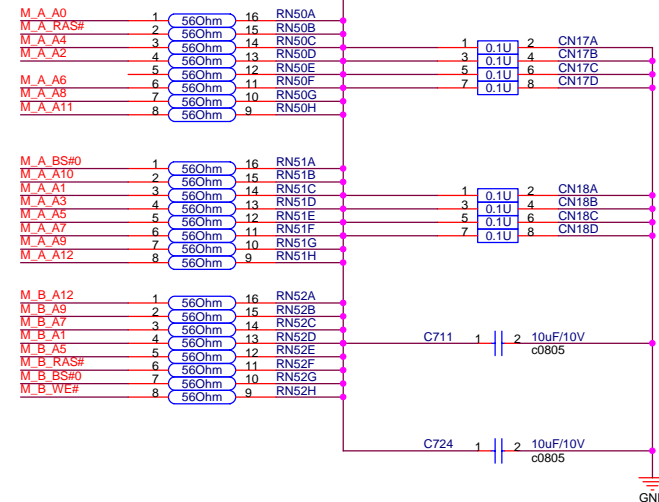 M_A_A0 1 56Ohm 16 RN50A
M_A_RAS# 2 56Ohm 15 RN50B
M_A_A4 3 56Ohm 14 RN50C 1 0.1U 2 CN17A
M_A_A2 4 56Ohm 13 RN50D 3 0.1U 4 CN17B
5 56Ohm 12 RN50E 5 0.1U 6 CN17C
M_A_A6 6 56Ohm 11 RN50F 7 0.1U 8 CN17D
M_A_A8 7 56Ohm 10 RN50G
M_A_A11 8 56Ohm 9 RN50H
M_A_BS#0 1 56Ohm 16 RN51A
M_A_A10 2 56Ohm 15 RN51B
M_A_A1 3 56Ohm 14 RN51C 1 0.1U 2 CN18A
M_A_A3 4 56Ohm 13 RN51D 3 0.1U 4 CN18B
M_A_A5 5 56Ohm 12 RN51E 5 0.1U 6 CN18C
M_A_A7 6 56Ohm 11 RN51F 7 0.1U 8 CN18D
M_A_A9 7 56Ohm 10 RN51G
M_A_A12 8 56Ohm 9 RN51H
M_B_A12 1 56Ohm 16 RN52A
M_B_A9 2 56Ohm 15 RN52B
M_B_A7 3 56Ohm 14 RN52C
M_B_A1 4 56Ohm 13 RN52D C711 1 2 10uF/10V
M_B_A5 5 56Ohm 12 RN52E c0805
M_B_RAS# 6 56Ohm 11 RN52F
M_B_BS#0 7 56Ohm 10 RN52G
M_B_WE# 8 56Ohm 9 RN52H
C724 1 2 10uF/10V
c0805
GND